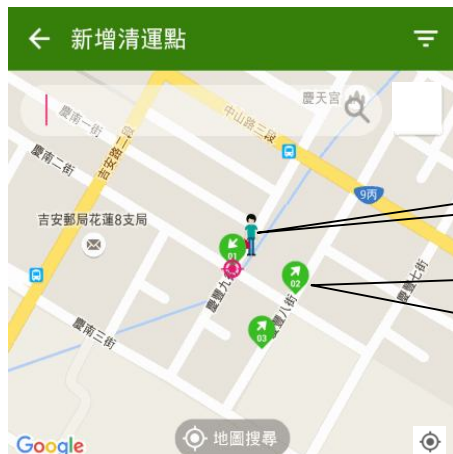 新增清運點
慶天宮
慶南一街
中山路三段
吉安路二段
慶南二街
9丙
吉安郵局花蓮8支局
01
慶豐九
02
慶豐七街
豐八街
03
慶南三街
Google
地圖搜尋